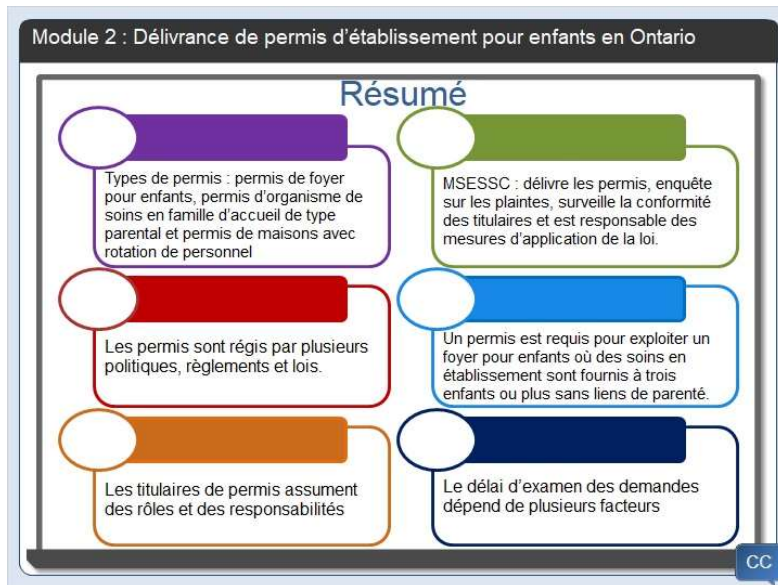 Module 2 : Délivrance de permis d'établissement pour enfants en Ontario
Résumé
Types de permis : permis de foyer
pour enfants, permis d'organisme de
soins en famille d'accueil de type
parental et permis de maisons avec
rotation de personnel
MSESSC : délivre les permis, enquête
sur les plaintes, surveille la conformité
des titulaires et est responsable des
mesures d'application de la loi.
Les permis sont régis par plusieurs
politiques, règlements et lois.
Un permis est requis pour exploiter un
foyer pour enfants où des soins en
établissement sont fournis à trois
enfants ou plus sans liens de parenté.
Les titulaires de permis assument
des rôles et des responsabilités
Le délai d'examen des demandes
dépend de plusieurs facteurs
CC